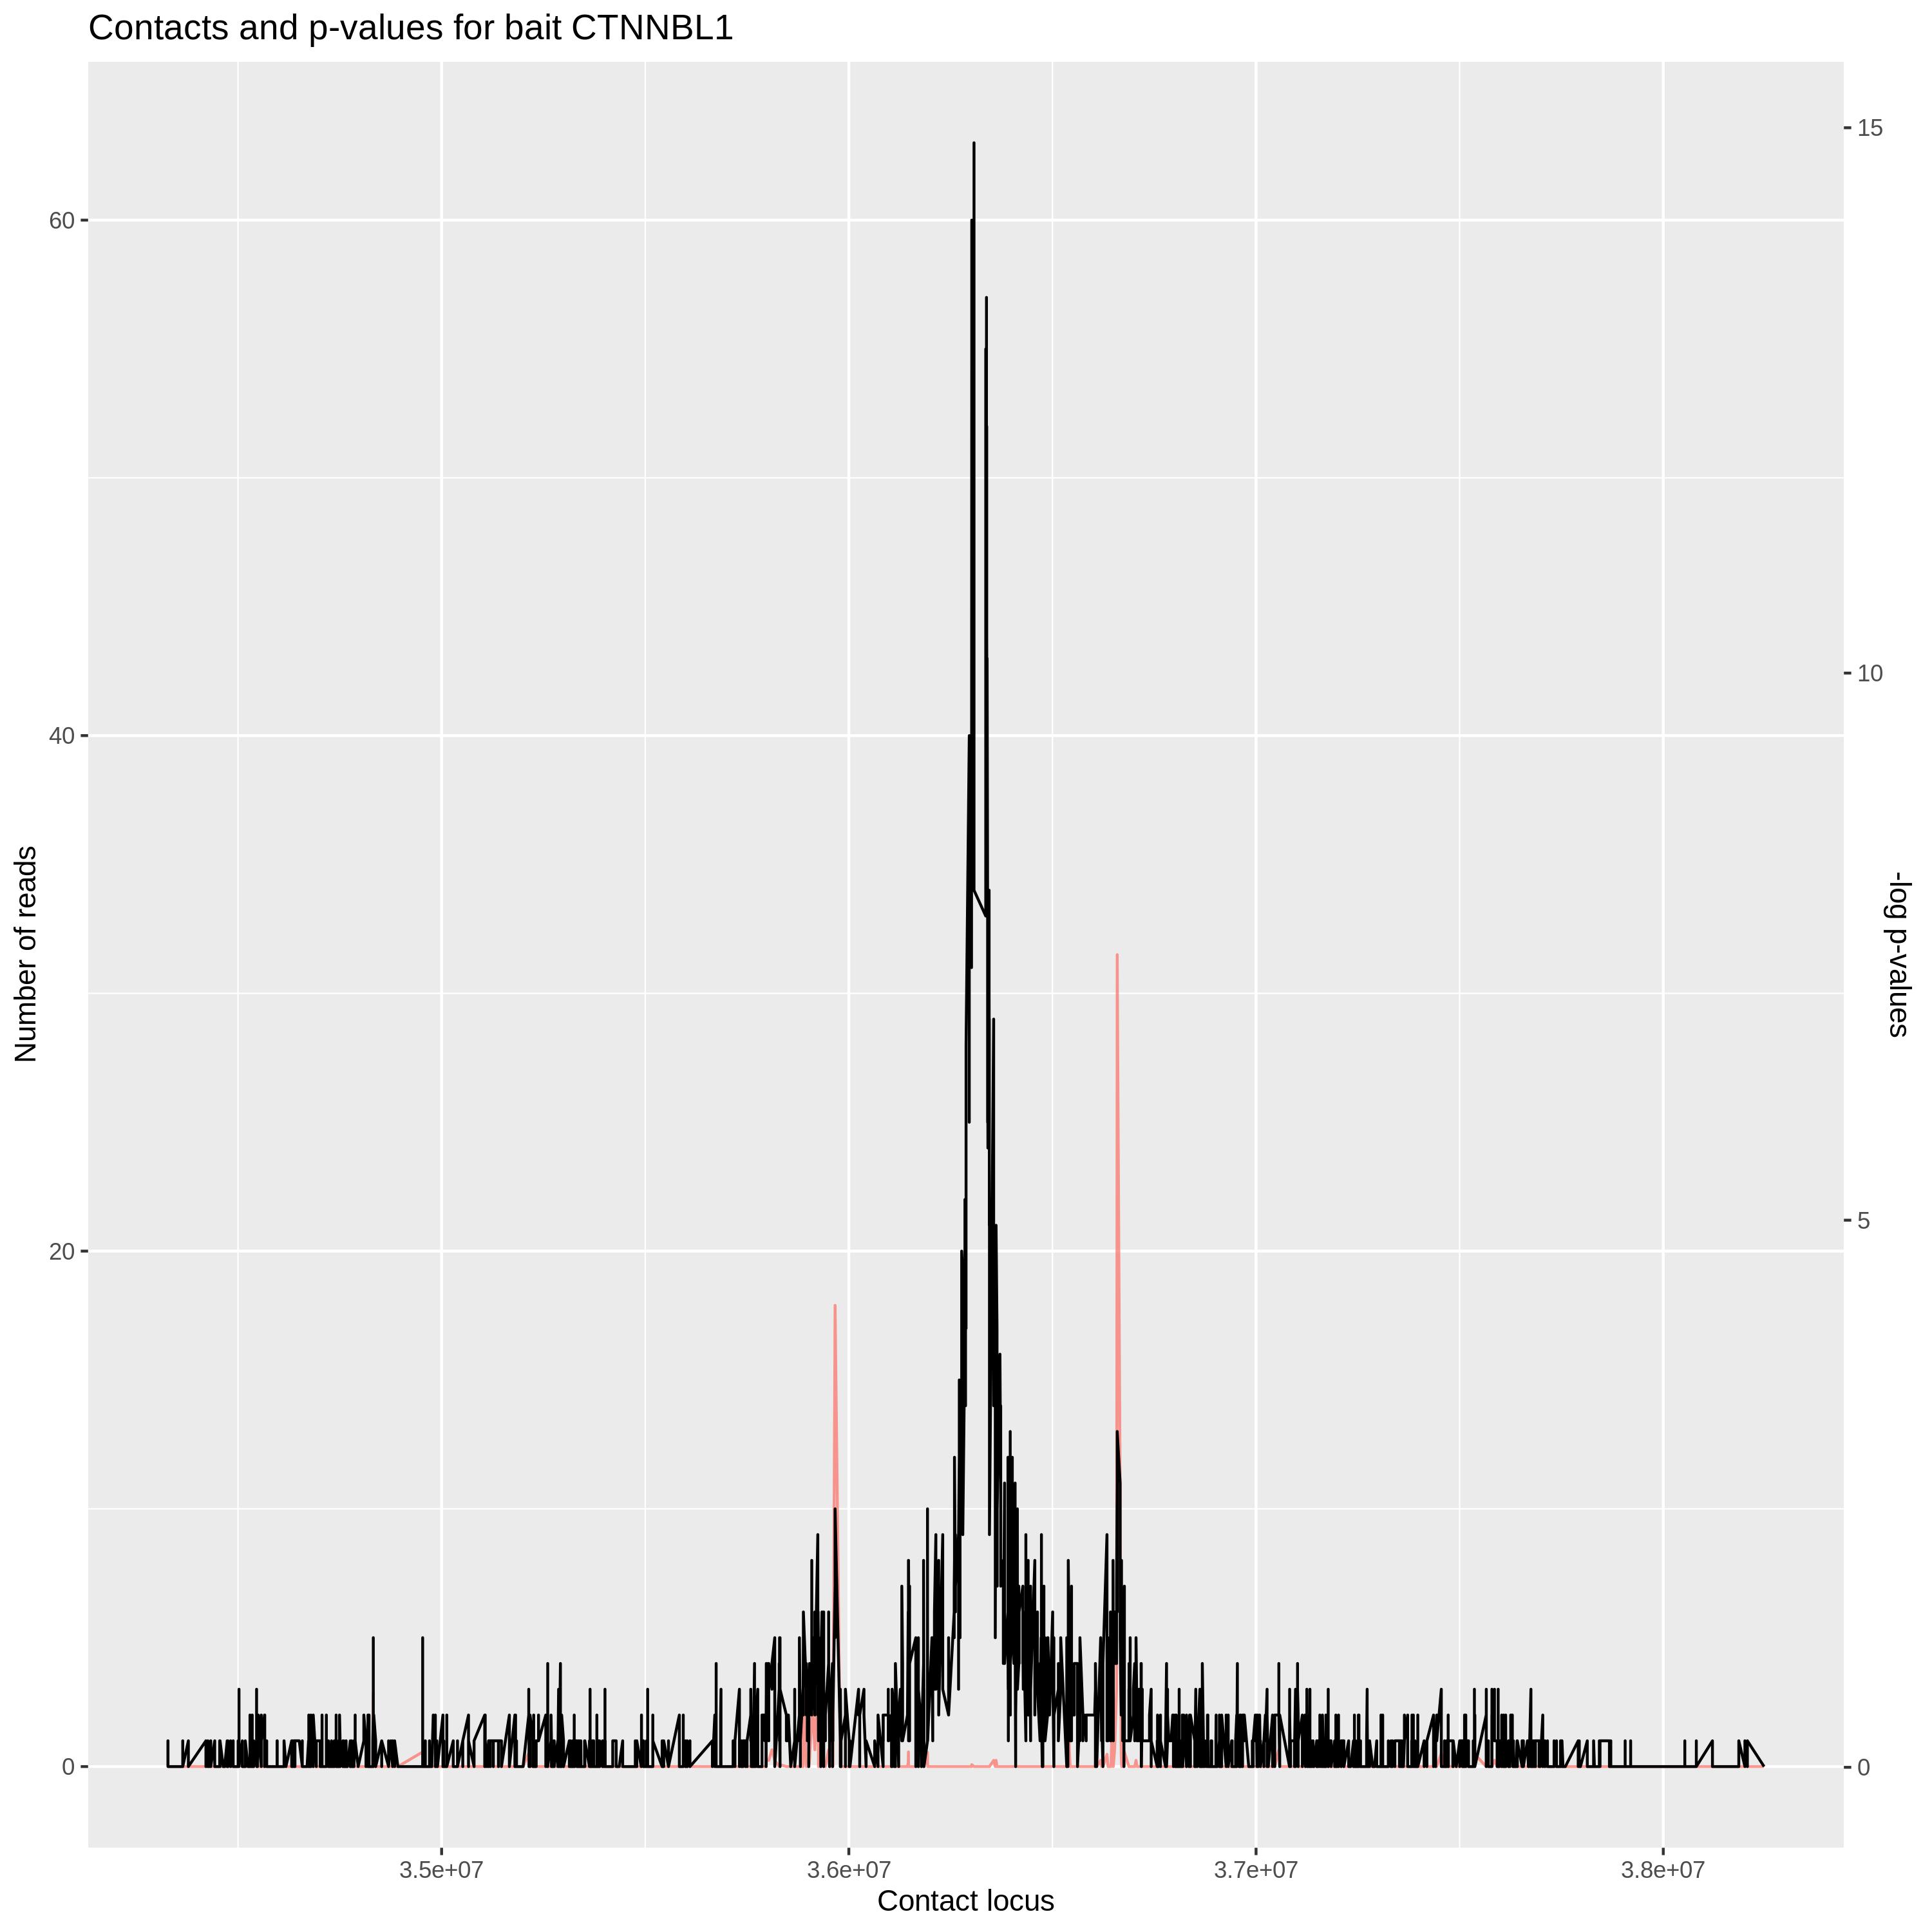 Contacts and p-values for bait CTNNBL1
Number of reads
60
40
20
0
15
10
5
0
-log p-values
3.5e+07 3.6e+07 3.7e+07 3.8e+07
Contact locus